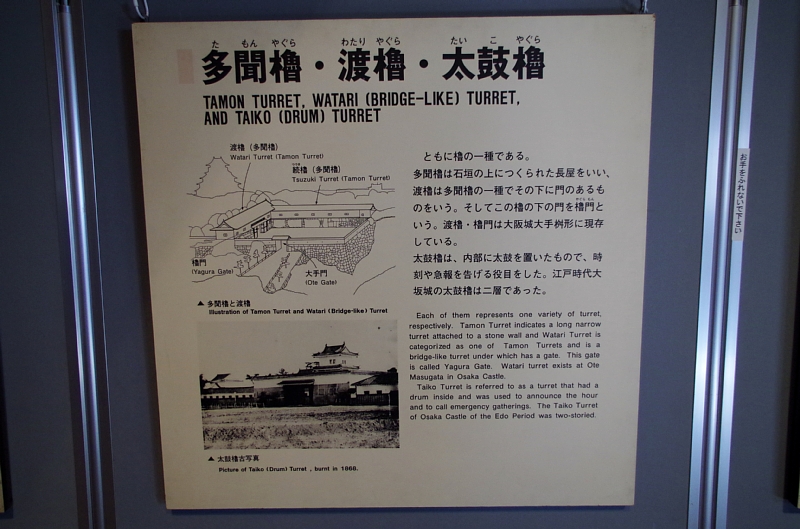 た もん やぐら わたり やぐら たい こ やぐら
多聞櫓・渡櫓・太鼓櫓
TAMON TURRET, WATARI (BRIDGE-LIKE) TURRET,
AND TAIKO (DRUM) TURRET
渡櫓 (多聞櫓)
Watari Turret (Tamon Turret)
続櫓 (多聞櫓)
Tsuzuki Turret (Tamon Turret)
櫓門
(Yagura Gate)
大手門
(Ote Gate)
▲ 多聞櫓と渡櫓
Illustration of Tamon Turret and Watari (Bridge-like) Turret
▲ 太鼓櫓古写真
Picture of Taiko (Drum) Turret , burnt in 1868.
ともに櫓の一種である。
多聞櫓は石垣の上につくられた長屋をいい、
渡櫓は多聞櫓の一種でその下に門のあるも
のをいう。そしてこの櫓の下の門を櫓門と
いう。渡櫓・櫓門は大阪城大手桝形に現存
している。
太鼓櫓は、内部に太鼓を置いたもので、時
刻や急報を告げる役目をした。江戸時代大
坂城の太鼓櫓は二層であった。
Each of them represents one variety of turret,
respectively. Tamon Turret indicates a long narrow
turret attached to a stone wall and Watari Turret is
categorized as one of Tamon Turrets and is a
bridge-like turret under which has a gate. This gate
is called Yagura Gate. Watari turret exists at Ote
Masugata in Osaka Castle.
Taiko Turret is referred to as a turret that had a
drum inside and was used to announce the hour
and to call emergency gatherings. The Taiko Turret
of Osaka Castle of the Edo Period was two-storied.
お手をふれないで下さい